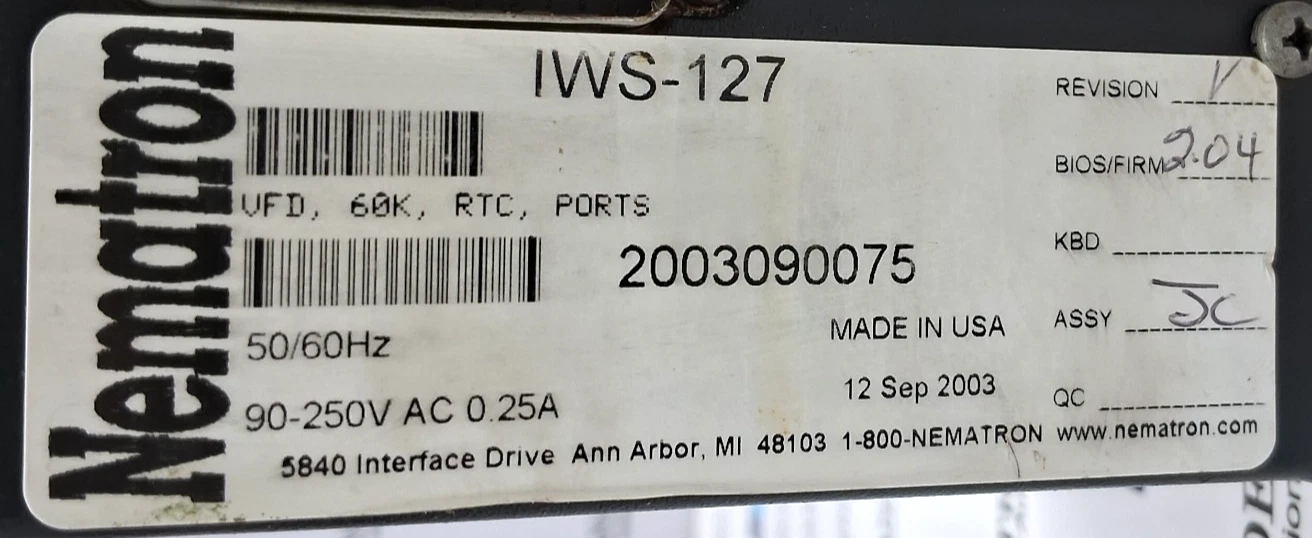 Nematron
IWS-127
VFD, 60K, RTC, PORTS
2003090075
50/60Hz
90-250V AC 0.25A
MADE IN USA
12 Sep 2003
REVISION V
BIOS/FIRM 2.04
KBD
ASSY JC
QC
5840 Interface Drive Ann Arbor, MI 48103 1-800-NEMATRON www.nematron.com